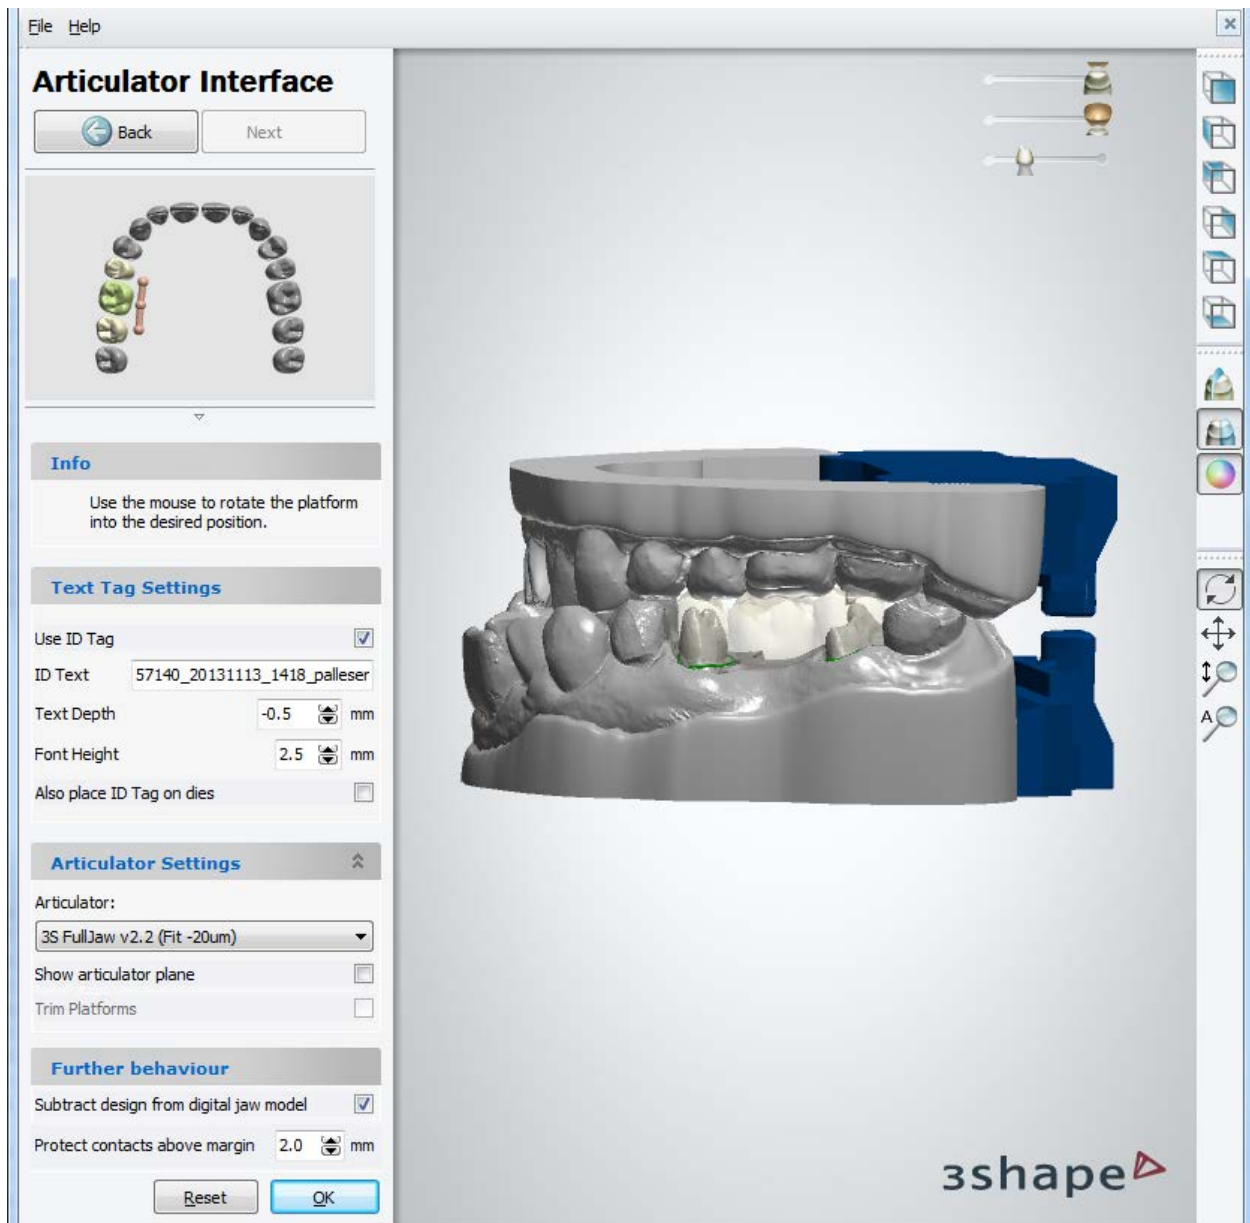 File Help
Articulator Interface
Back Next
Info
Use the mouse to rotate the platform
into the desired position.
Text Tag Settings
Use ID Tag
ID Text 57140_20131113_1418_palleser
Text Depth -0.5 mm
Font Height 2.5 mm
Also place ID Tag on dies
Articulator Settings
Articulator:
3S FullJaw v2.2 (Fit -20um)
Show articulator plane
Trim Platforms
Further behaviour
Subtract design from digital jaw model
Protect contacts above margin 2.0 mm
Reset OK
A
3shape